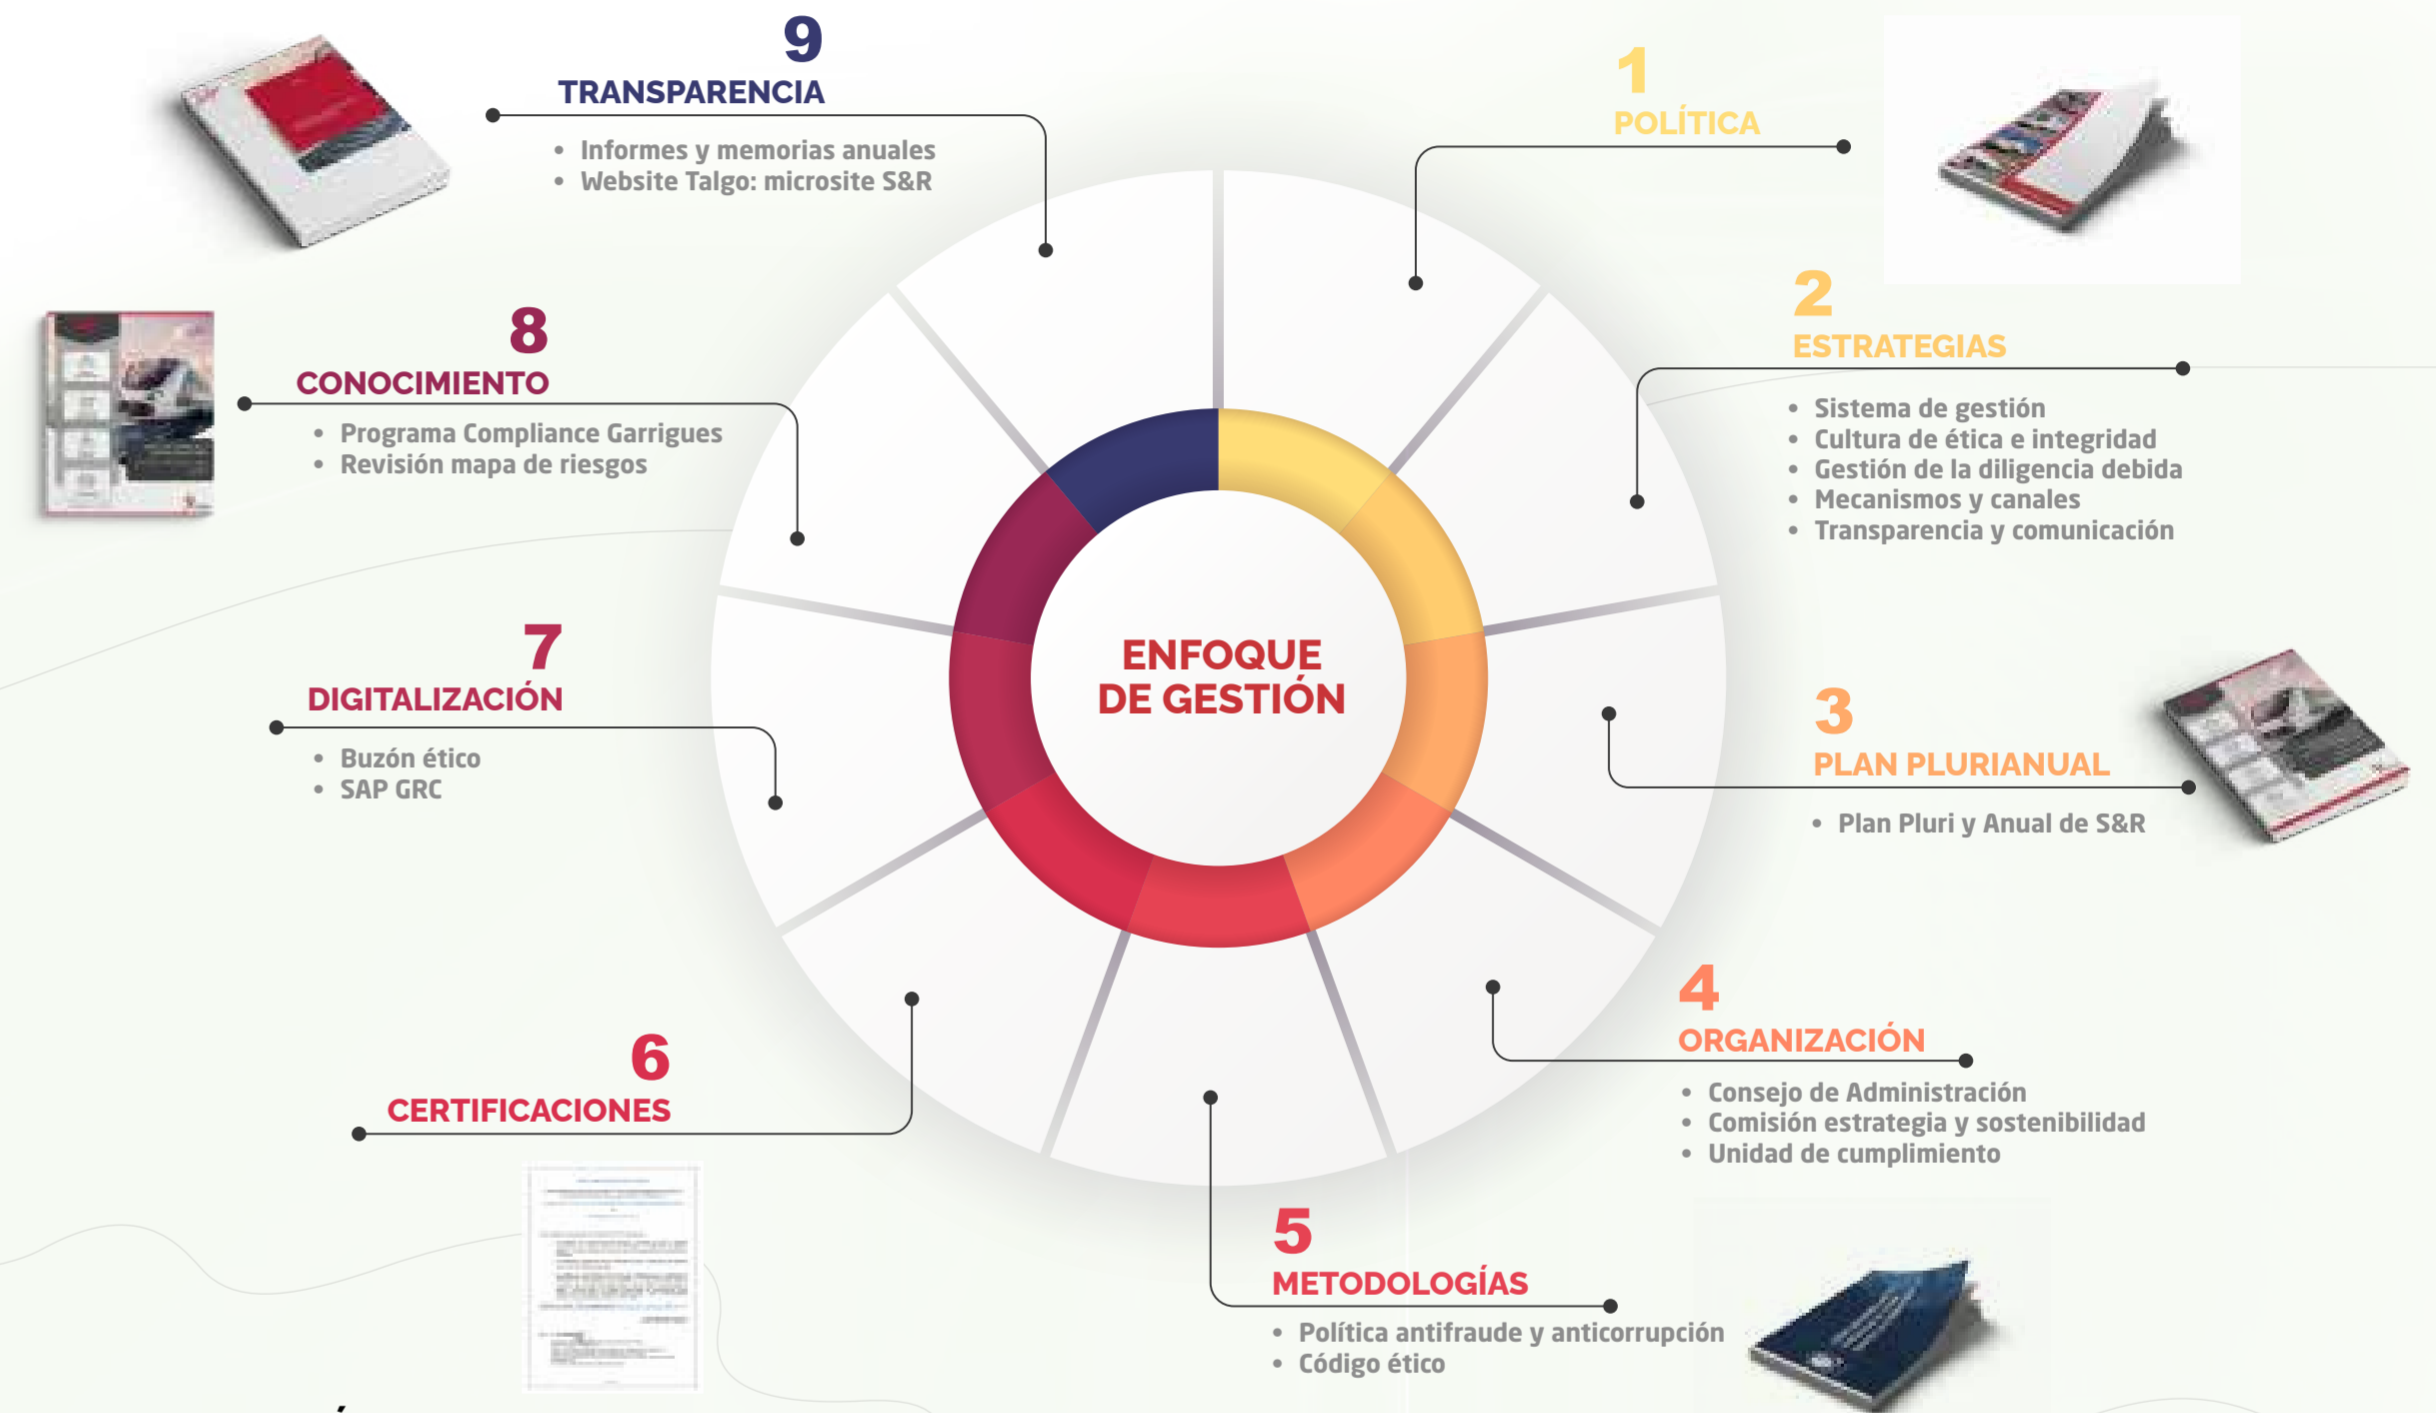 ENFOQUE
DE GESTIÓN
1
POLÍTICA
2
ESTRATEGIAS
• Sistema de gestión
• Cultura de ética e integridad
• Gestión de la diligencia debida
• Mecanismos y canales
• Transparencia y comunicación
3
PLAN PLURIANUAL
• Plan Pluri y Anual de S&R
4
ORGANIZACIÓN
• Consejo de Administración
• Comisión estrategia y sostenibilidad
• Unidad de cumplimiento
5
METODOLOGÍAS
• Política antifraude y anticorrupción
• Código ético
6
CERTIFICACIONES
7
DIGITALIZACIÓN
• Buzón ético
• SAP GRC
8
CONOCIMIENTO
• Programa Compliance Garrigues
• Revisión mapa de riesgos
9
TRANSPARENCIA
• Informes y memorias anuales
• Website Talgo: microsite S&R